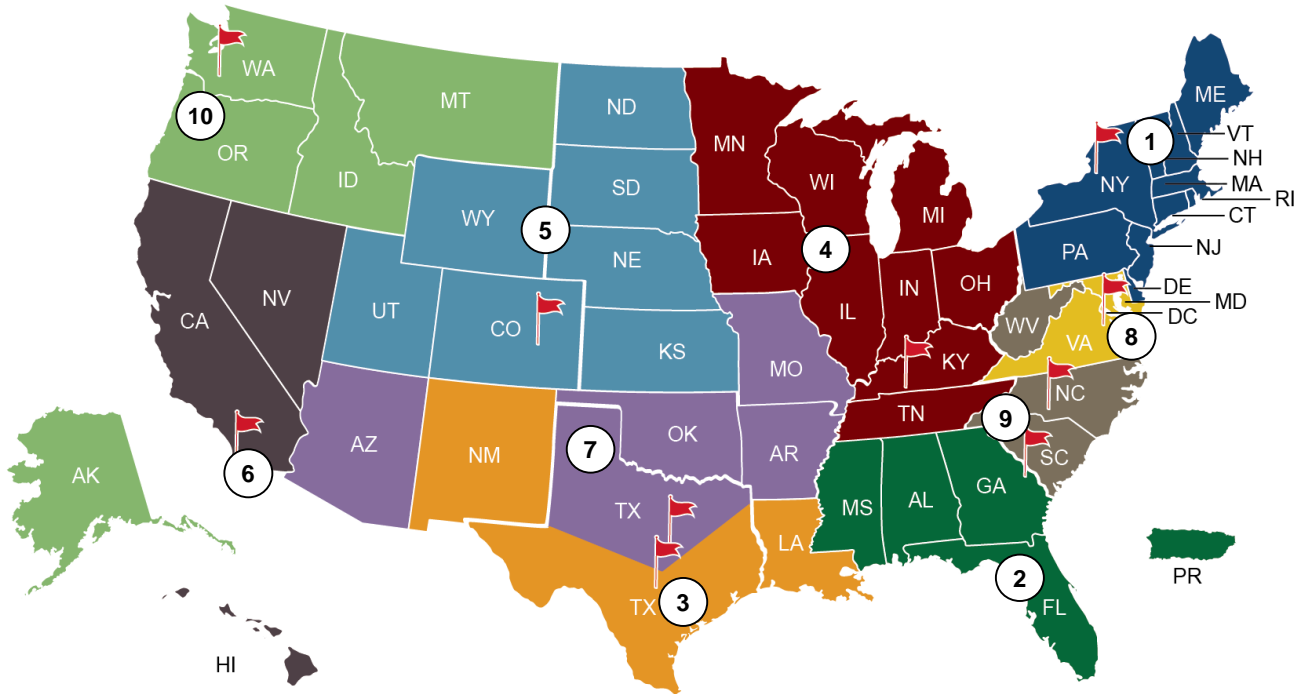 WA
10
OR
ID
MT
ND
SD
WY
5
NE
UT
CO
KS
NV
CA
6
AZ
NM
7
OK
TX
TX
3
LA
MO
AR
MN
WI
IA
4
IL
IN
MI
OH
KY
TN
MS
AL
GA
2
FL
9
SC
NC
WV
VA
8
ME
1
VT
NH
NY
MA
RI
CT
PA
NJ
DE
MD
DC
AK
HI
PR